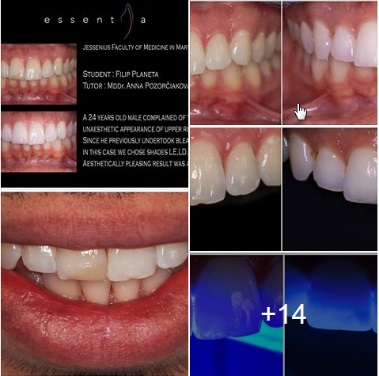 essentia
JESSENIUS FACULTY OF MEDICINE IN MAR
STUDENT : FILIP PLANETA
TUTOR : MDDR. ANNA POZORČIAKOV
A 24 YEARS OLD MALE COMPLAINED OF
UNAESTHETIC APPEARANCE OF UPPER RI
SINCE HE PREVIOUSLY UNDERTOOK BLEA
IN THIS CASE WE CHOSE SHADES LE, LD
AESTHETICALLY PLEASING RESULT WAS A
+14